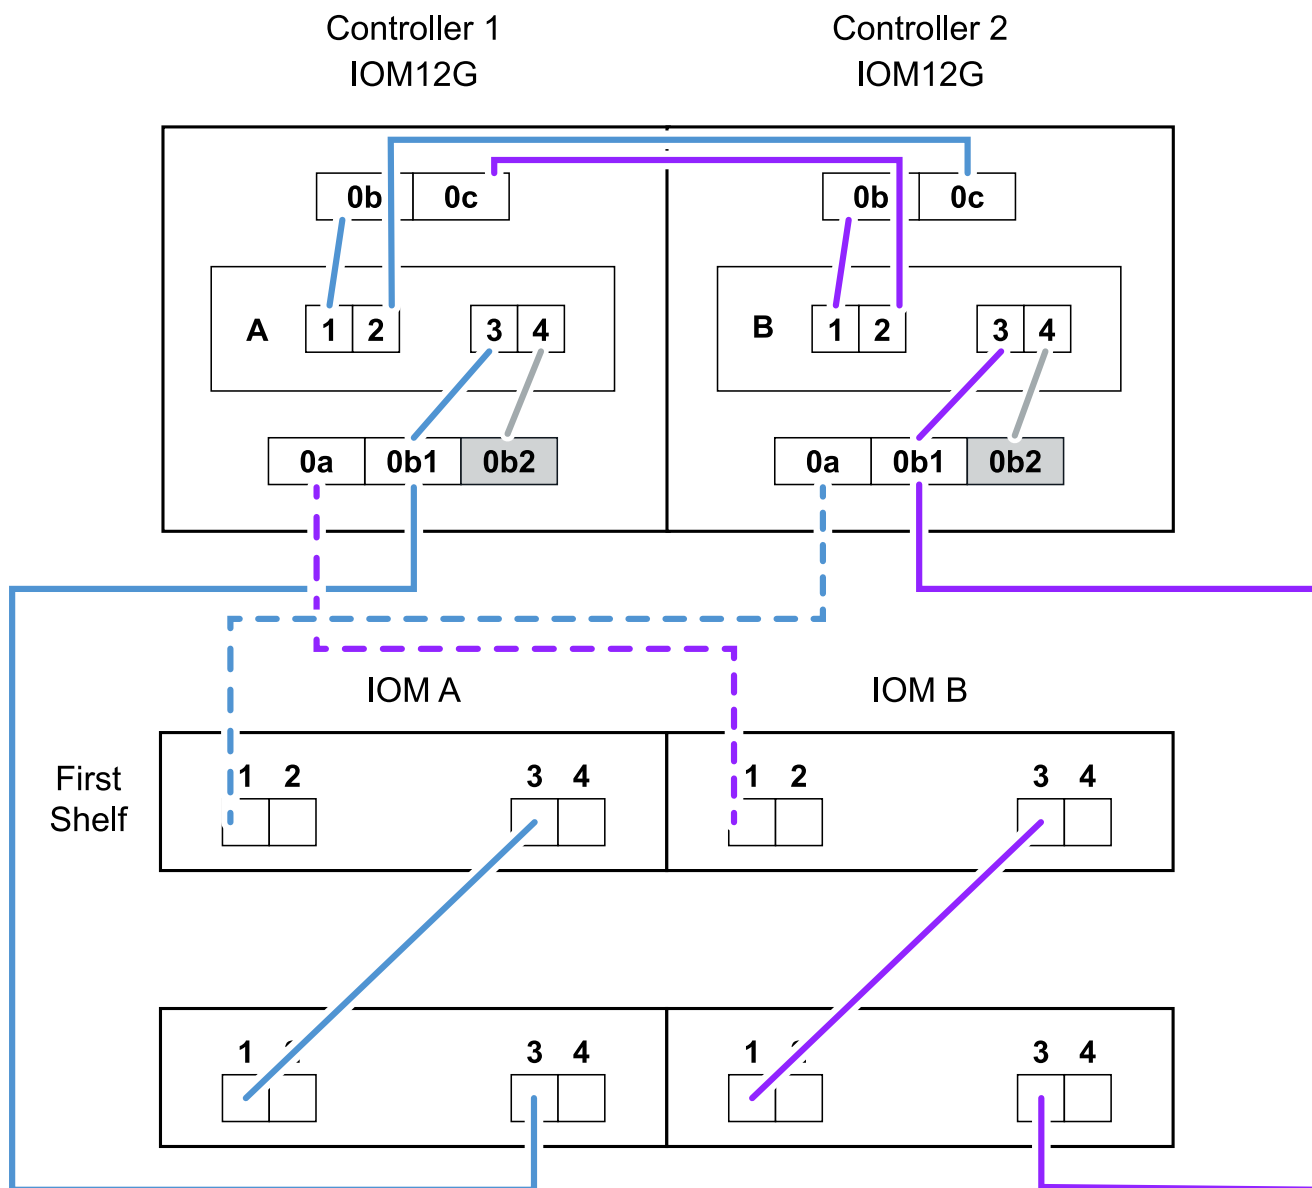 Controller 1 Controller 2
IOM12G IOM12G
0b 0c 0b 0c
A 1 2 3 4 B 1 2 3 4
0a 0b1 0b2 0a 0b1 0b2
IOM A IOM B
First
Shelf
1 2 3 4 1 2 3 4
1 3 4 1 3 4